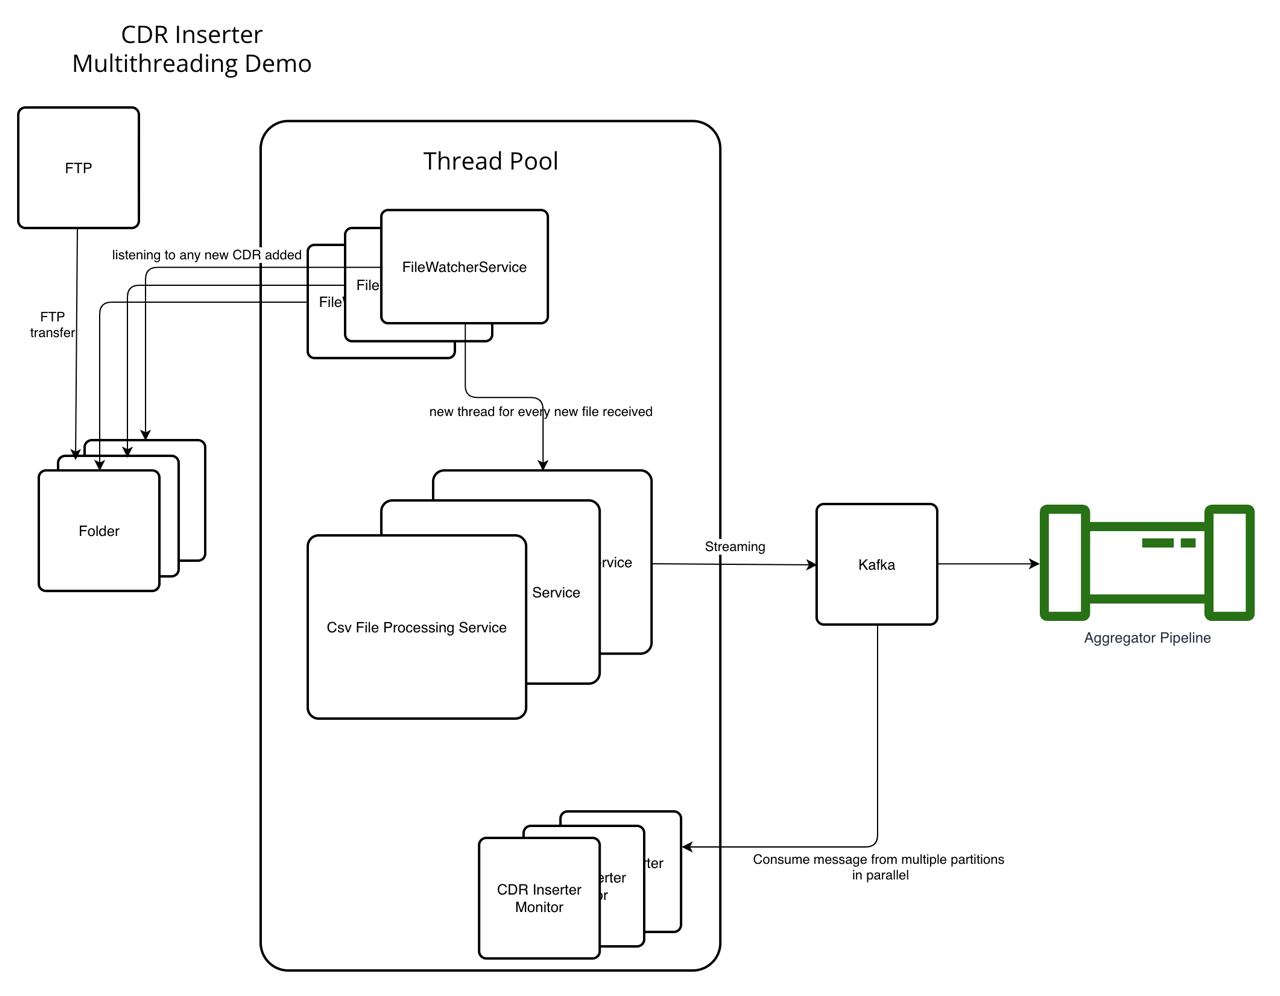 CDR Inserter
Multithreading Demo
FTP
Thread Pool
listening to any new CDR added
FileWatcherService
File
File
FTP
transfer
new thread for every new file received
Folder
rvice
Service
Csv File Processing Service
Streaming
Kafka
Aggregator Pipeline
Consume message from multiple partitions
in parallel
rter
erter
or
CDR Inserter
Monitor